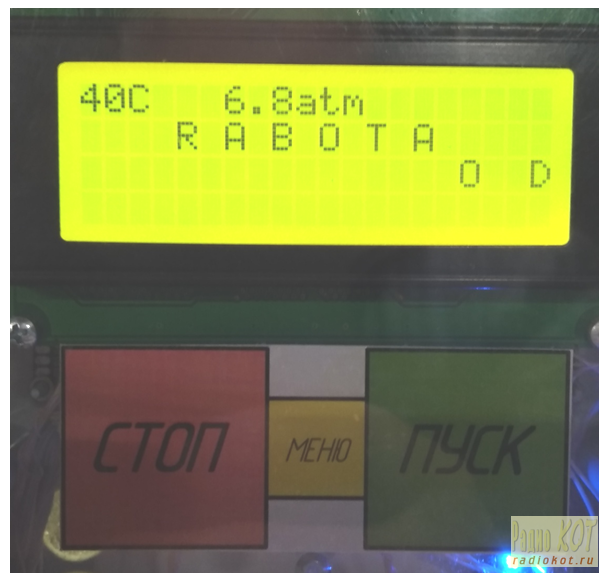 40C 6.8atm
R A B O T A
O D
СТОП МЕНЮ ПУСК
Радио КОТ
radiokot.ru